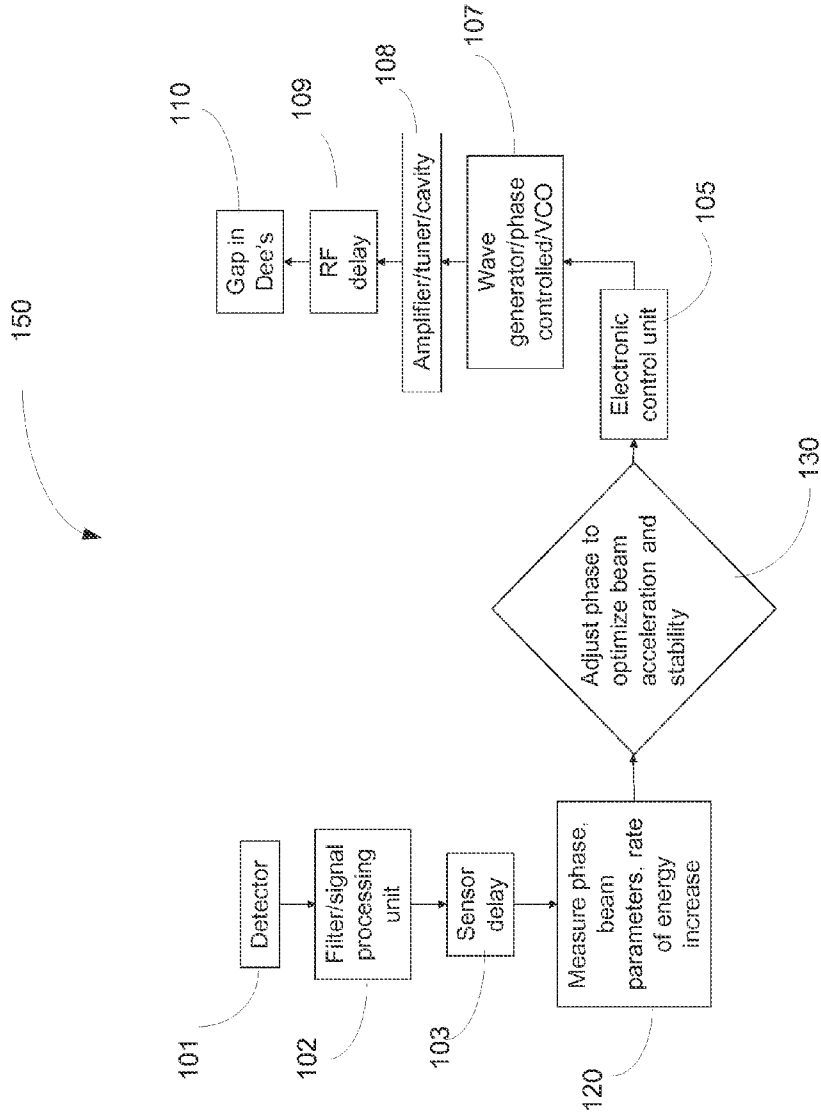 150
101
Detector
102
Filter/signal
processing
unit
103
Sensor
delay
120
Measure phase,
beam
parameters, rate
of energy
increase
Adjust phase to
optimize beam
acceleration and
stability
130
Electronic
control unit
105
Wave
generator/phase
controlled/VCO
107
Amplifier/tuner/cavity
108
RF
delay
109
Gap in
Dee's
110